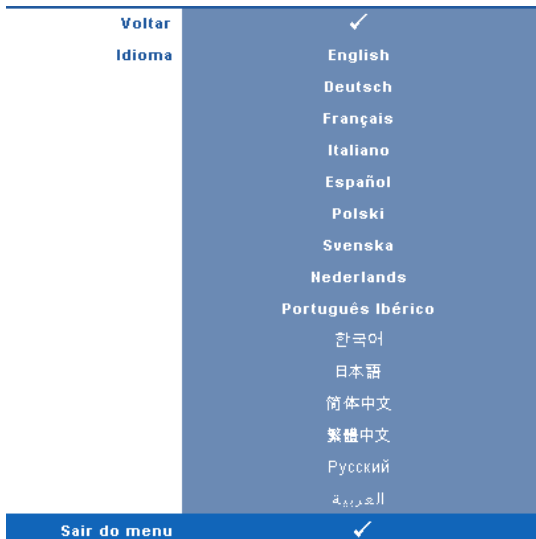 Voltar ✓
Idioma English
Deutsch
Français
Italiano
Español
Polski
Svenska
Nederlands
Português Ibérico
한국어
日本語
简体中文
繁體中文
Русский
العربية
Sair do menu ✓